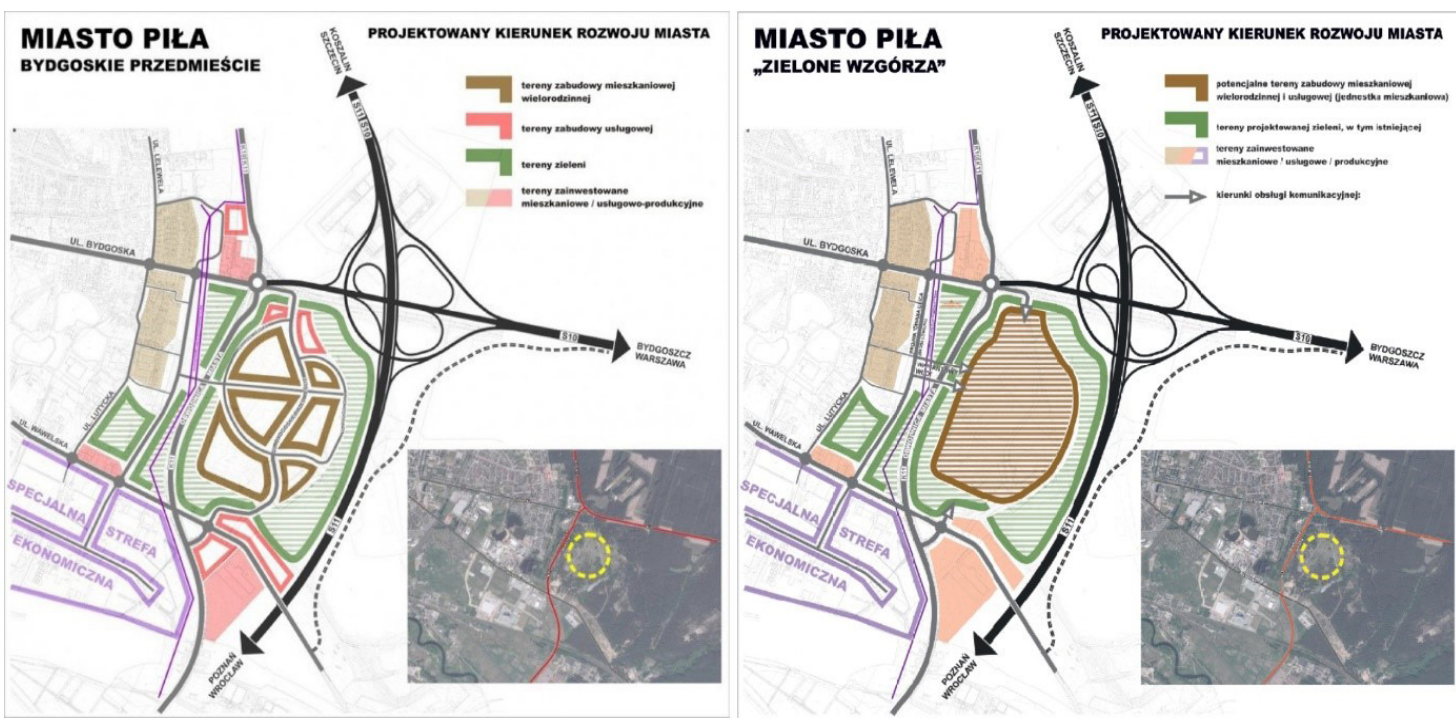 MIASTO PIŁA
BYDGOSKIE PRZEDMIEŚCIE
PROJEKTOWANY KIERUNEK ROZWOJU MIASTA
tereny zabudowy mieszkaniowej
wielorodzinnej
tereny zabudowy usługowej
tereny zieleni
tereny zainwestowane
mieszkaniowe / usługowo-produkcyjne
KOSZALIN
SZCZECIN
S11
S10
UL. LELEWELA
UL. BYDGOSKA
S10
BYDGOSZCZ
WARSZAWA
UL. LUTYCKA
UL. WAWELSKA
K11
SPECJALNA
STREFA
EKONOMICZNA
S11
POZNAŃ
WROCŁAW
MIASTO PIŁA
„ZIELONE WZGÓRZA”
PROJEKTOWANY KIERUNEK ROZWOJU MIASTA
potencjalne tereny zabudowy mieszkaniowej
wielorodzinnej i usługowej (jednostka mieszkaniowa)
tereny projektowanej zieleni, w tym istniejącej
tereny zainwestowane
mieszkaniowe / usługowe / produkcyjne
kierunki obsługi komunikacyjnej:
KOSZALIN
SZCZECIN
S11
S10
UL. LELEWELA
UL. BYDGOSKA
S10
BYDGOSZCZ
WARSZAWA
UL. LUTYCKA
UL. WAWELSKA
K11
SPECJALNA
STREFA
EKONOMICZNA
S11
POZNAŃ
WROCŁAW